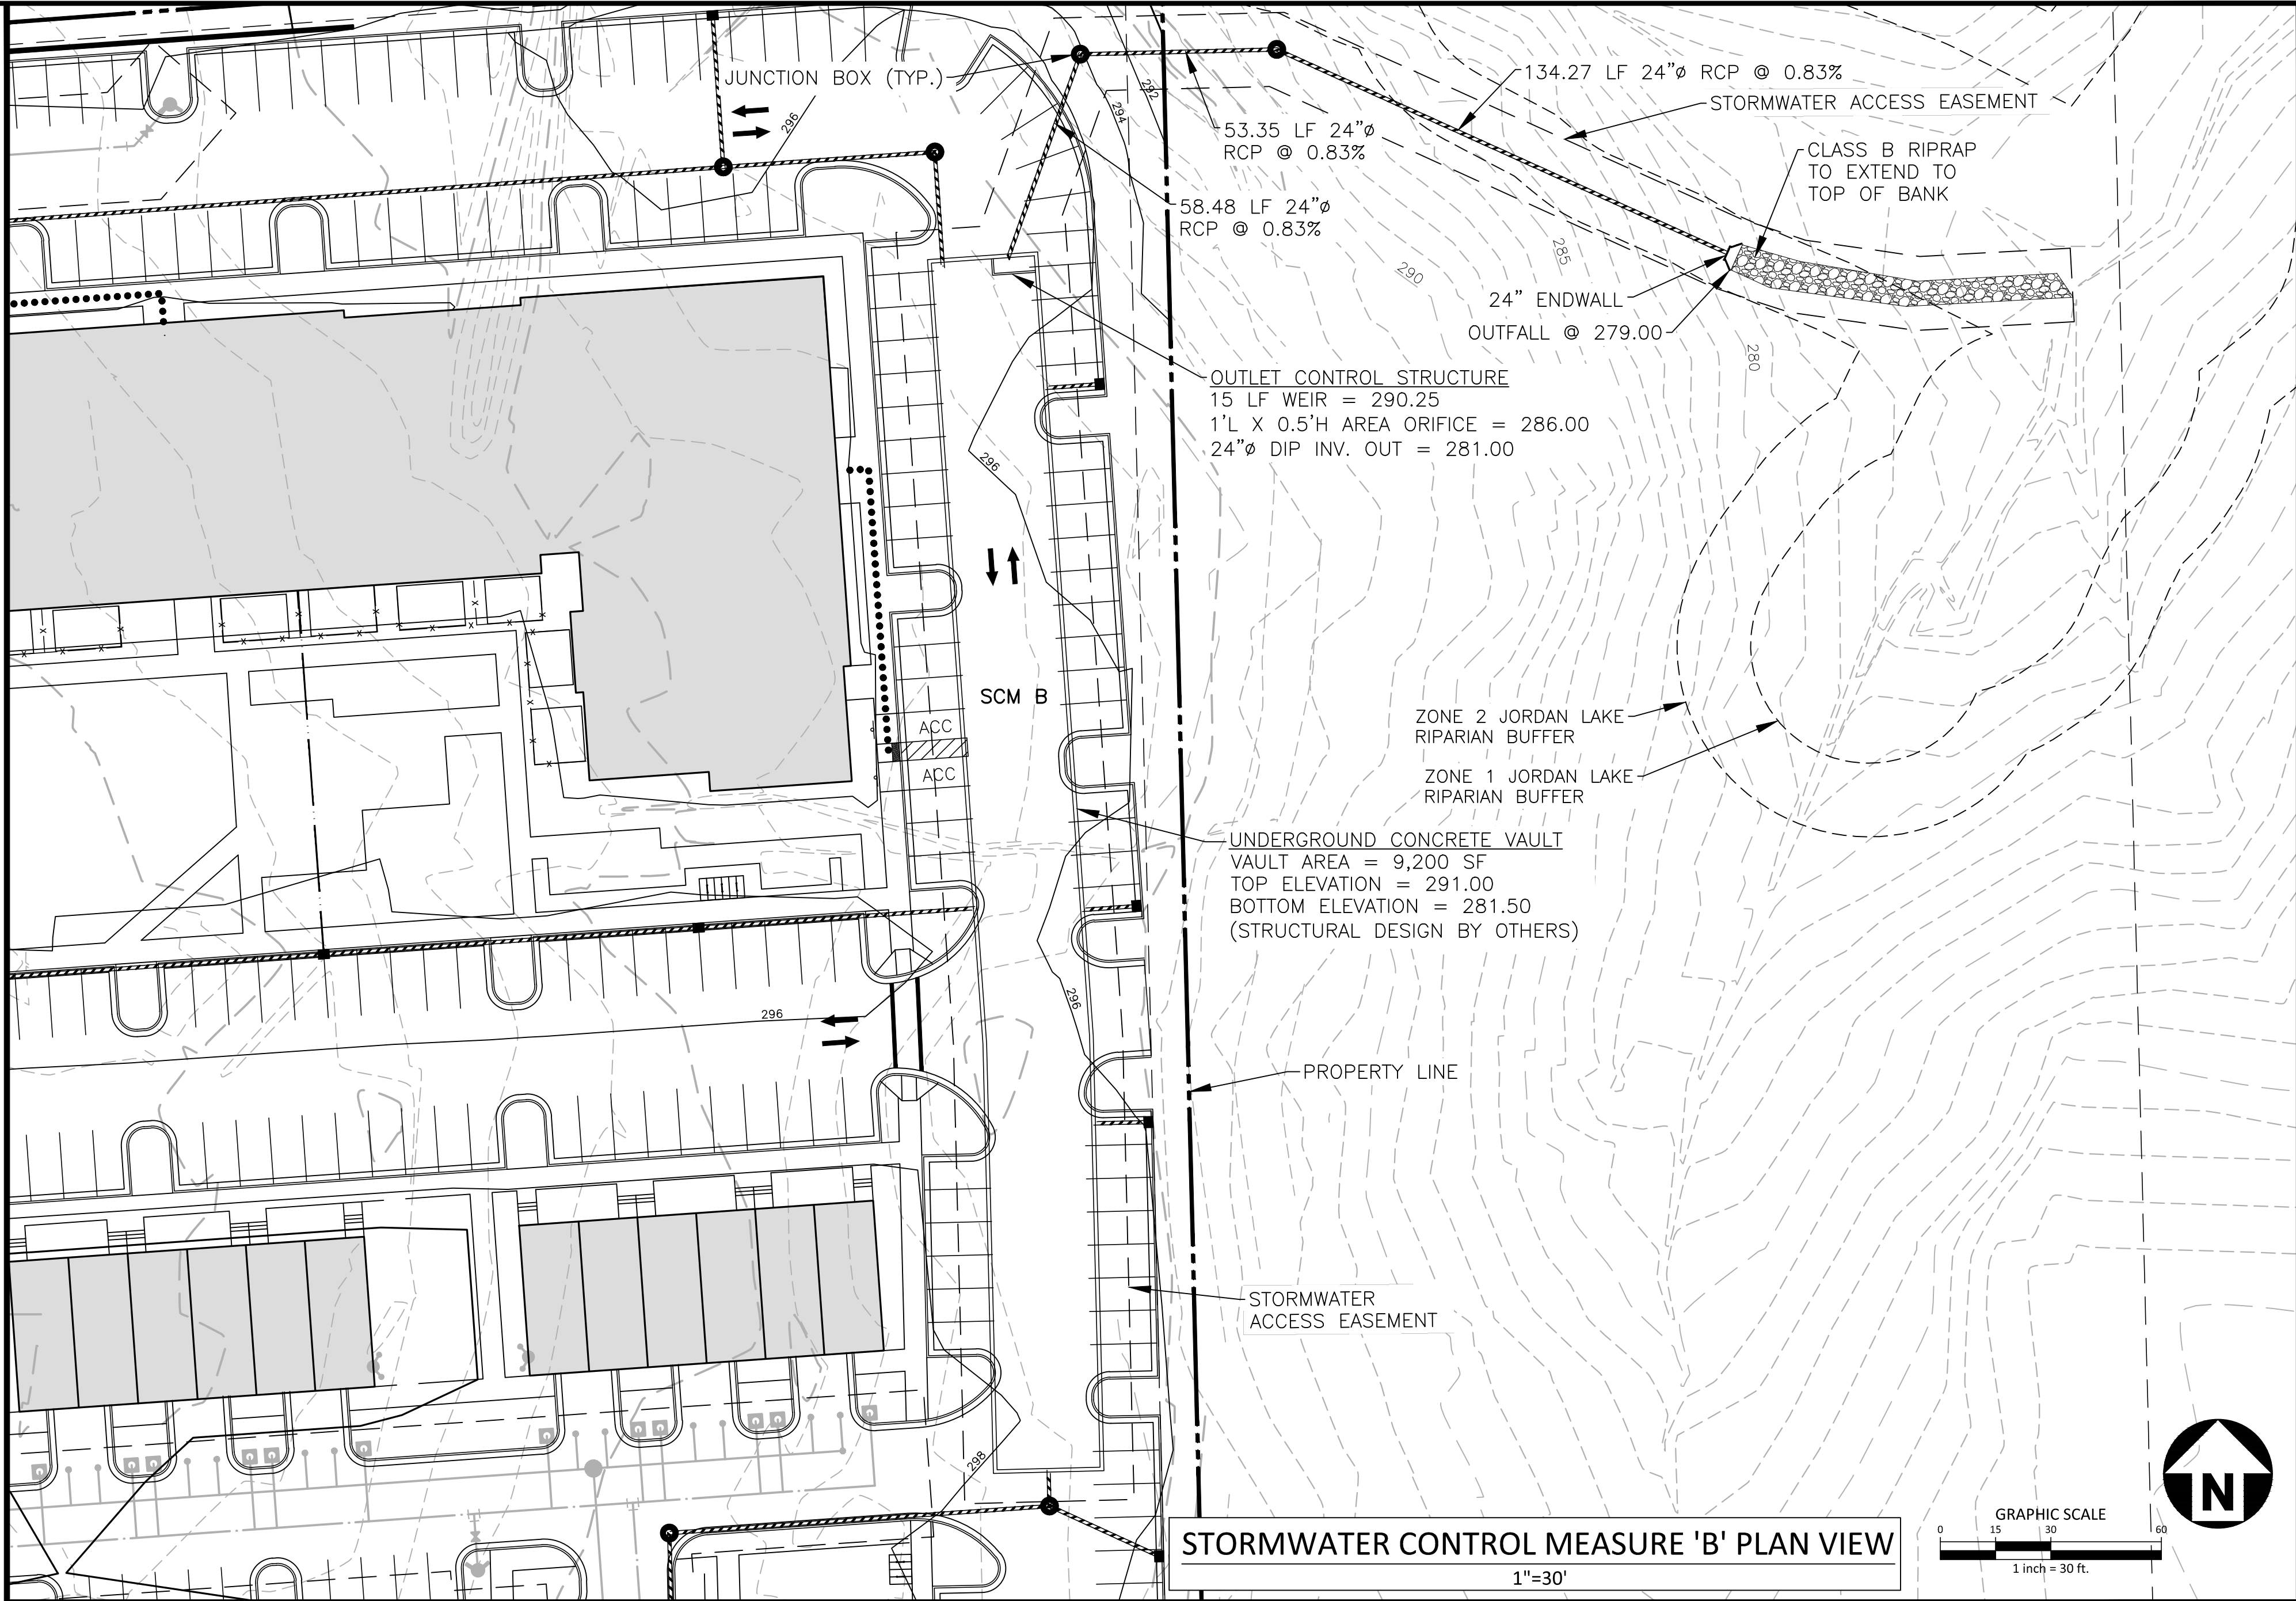 JUNCTION BOX (TYP.)
296
292
294
134.27 LF 24"ø RCP @ 0.83%
STORMWATER ACCESS EASEMENT
53.35 LF 24"ø
RCP @ 0.83%
CLASS B RIPRAP
TO EXTEND TO
TOP OF BANK
58.48 LF 24"ø
RCP @ 0.83%
290
285
24" ENDWALL
OUTFALL @ 279.00
280
OUTLET CONTROL STRUCTURE
15 LF WEIR = 290.25
1'L X 0.5'H AREA ORIFICE = 286.00
24"ø DIP INV. OUT = 281.00
296
SCM B
ACC
ACC
ZONE 2 JORDAN LAKE
RIPARIAN BUFFER
ZONE 1 JORDAN LAKE
RIPARIAN BUFFER
UNDERGROUND CONCRETE VAULT
VAULT AREA = 9,200 SF
TOP ELEVATION = 291.00
BOTTOM ELEVATION = 281.50
(STRUCTURAL DESIGN BY OTHERS)
296
296
PROPERTY LINE
STORMWATER
ACCESS EASEMENT
298
STORMWATER CONTROL MEASURE 'B' PLAN VIEW
1"=30'
GRAPHIC SCALE
0 15 30 60
1 inch = 30 ft.
N